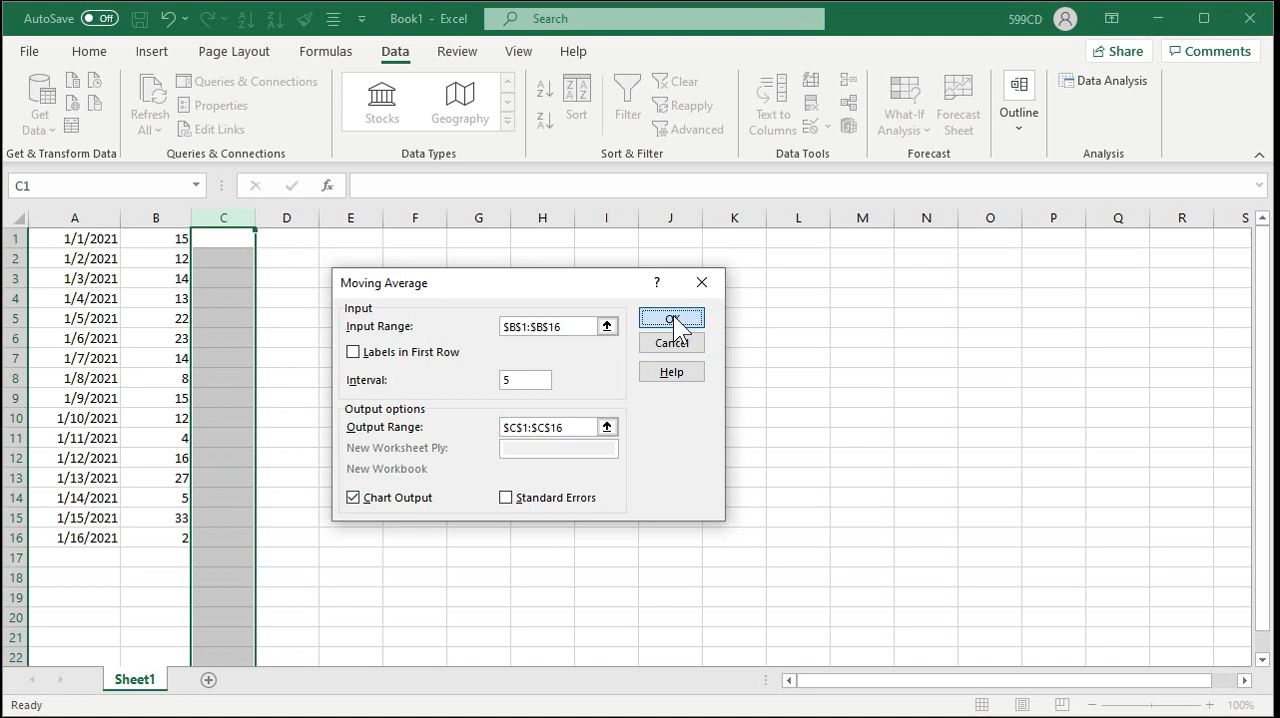 AutoSave Off Book1 - Excel Search 599CD
File Home Insert Page Layout Formulas Data Review View Help Share Comments
Get Data
Refresh All
Queries & Connections
Properties
Edit Links
Stocks
Geography
Sort
Filter
Clear
Reapply
Advanced
Text to Columns
What-If Analysis
Forecast Sheet
Outline
Data Analysis
Get & Transform Data Queries & Connections Data Types Sort & Filter Data Tools Forecast Analysis
C1 fx
A B C D E F G H I J K L M N O P Q R S
1 1/1/2021 15
2 1/2/2021 12
3 1/3/2021 14
4 1/4/2021 13
5 1/5/2021 22
6 1/6/2021 23
7 1/7/2021 14
8 1/8/2021 8
9 1/9/2021 15
10 1/10/2021 12
11 1/11/2021 4
12 1/12/2021 16
13 1/13/2021 27
14 1/14/2021 5
15 1/15/2021 33
16 1/16/2021 2
17
18
19
20
21
22
Moving Average ?
Input
Input Range: $B$1:$B$16
Labels in First Row
Interval: 5
Output options
Output Range: $C$1:$C$16
New Worksheet Ply:
New Workbook
Chart Output Standard Errors
OK
Cancel
Help
Sheet1
Ready 100%